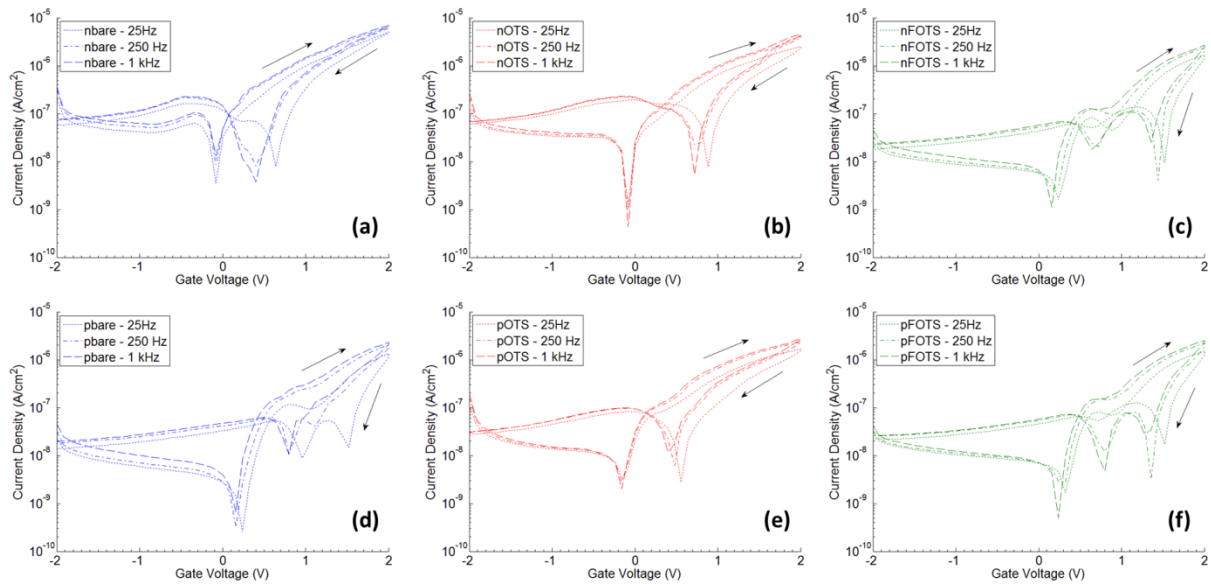 10^-5
10^-6
10^-7
10^-8
10^-9
10^-10
Current Density (A/cm²)
nbare - 25Hz
nbare - 250 Hz
nbare - 1 kHz
(a)
-2 -1 0 1 2
Gate Voltage (V)
10^-5
10^-6
10^-7
10^-8
10^-9
10^-10
Current Density (A/cm²)
nOTS - 25Hz
nOTS - 250 Hz
nOTS - 1 kHz
(b)
-2 -1 0 1 2
Gate Voltage (V)
10^-5
10^-6
10^-7
10^-8
10^-9
10^-10
Current Density (A/cm²)
nFOTS - 25Hz
nFOTS - 250 Hz
nFOTS - 1 kHz
(c)
-2 -1 0 1 2
Gate Voltage (V)
10^-5
10^-6
10^-7
10^-8
10^-9
10^-10
Current Density (A/cm²)
pbare - 25Hz
pbare - 250 Hz
pbare - 1 kHz
(d)
-2 -1 0 1 2
Gate Voltage (V)
10^-5
10^-6
10^-7
10^-8
10^-9
10^-10
Current Density (A/cm²)
pOTS - 25Hz
pOTS - 250 Hz
pOTS - 1 kHz
(e)
-2 -1 0 1 2
Gate Voltage (V)
10^-5
10^-6
10^-7
10^-8
10^-9
10^-10
Current Density (A/cm²)
pFOTS - 25Hz
pFOTS - 250 Hz
pFOTS - 1 kHz
(f)
-2 -1 0 1 2
Gate Voltage (V)